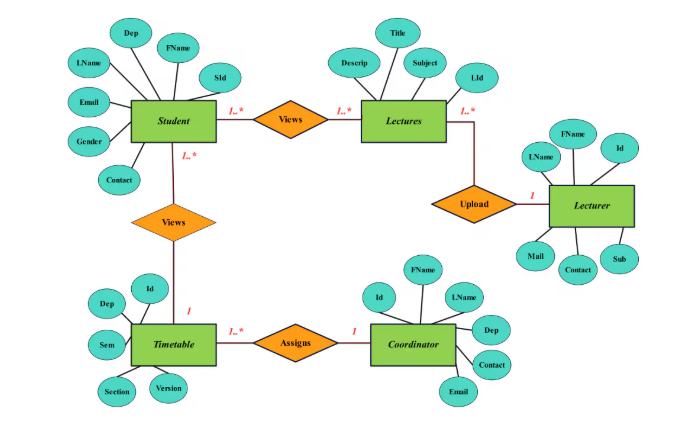 Dep
Title
LName
FName
Descrip
Subject
SId
LId
Email
Student
1..*
Views
1..*
Lectures
1..*
Gender
Contact
1..*
FName
LName
Id
Views
Upload
1
Lecturer
Mail
Contact
Sub
Id
Dep
FName
Id
LName
1
Sem
Timetable
1..*
Assigns
1
Coordinator
Dep
Contact
Section
Version
Email